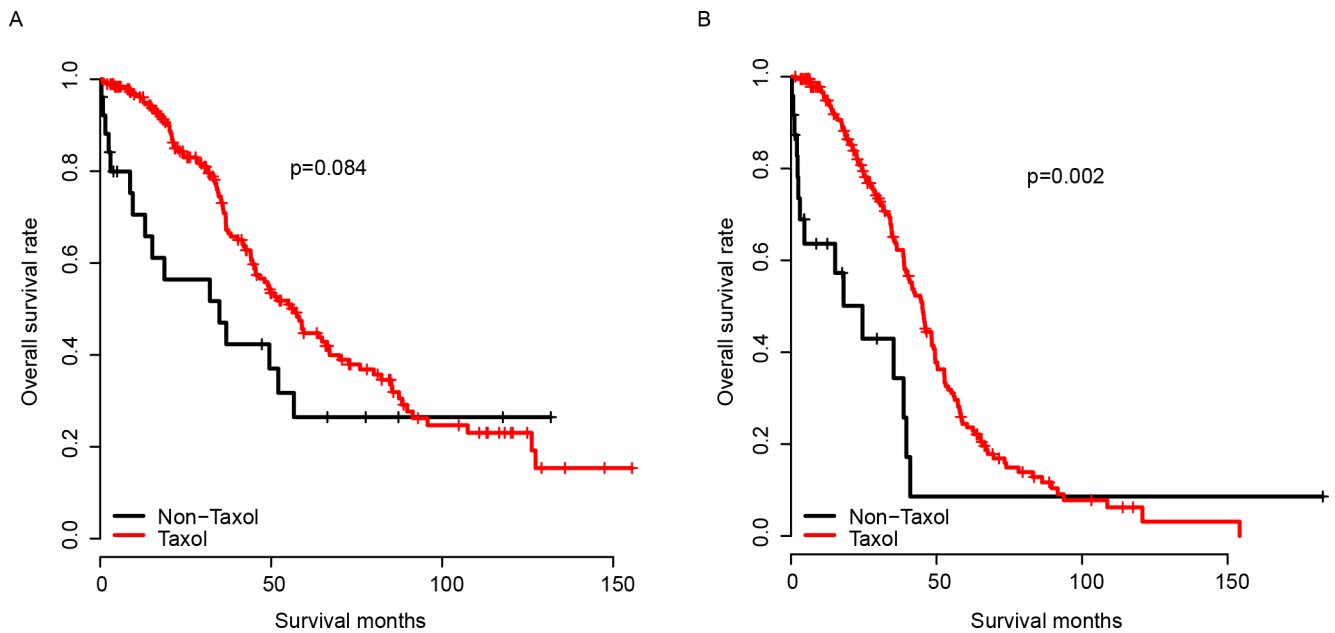 A
Overall survival rate
1.0
0.8
0.6
0.4
0.2
0.0
p=0.084
Non-Taxol
Taxol
0 50 100 150
Survival months
B
Overall survival rate
1.0
0.8
0.6
0.4
0.2
0.0
p=0.002
Non-Taxol
Taxol
0 50 100 150
Survival months